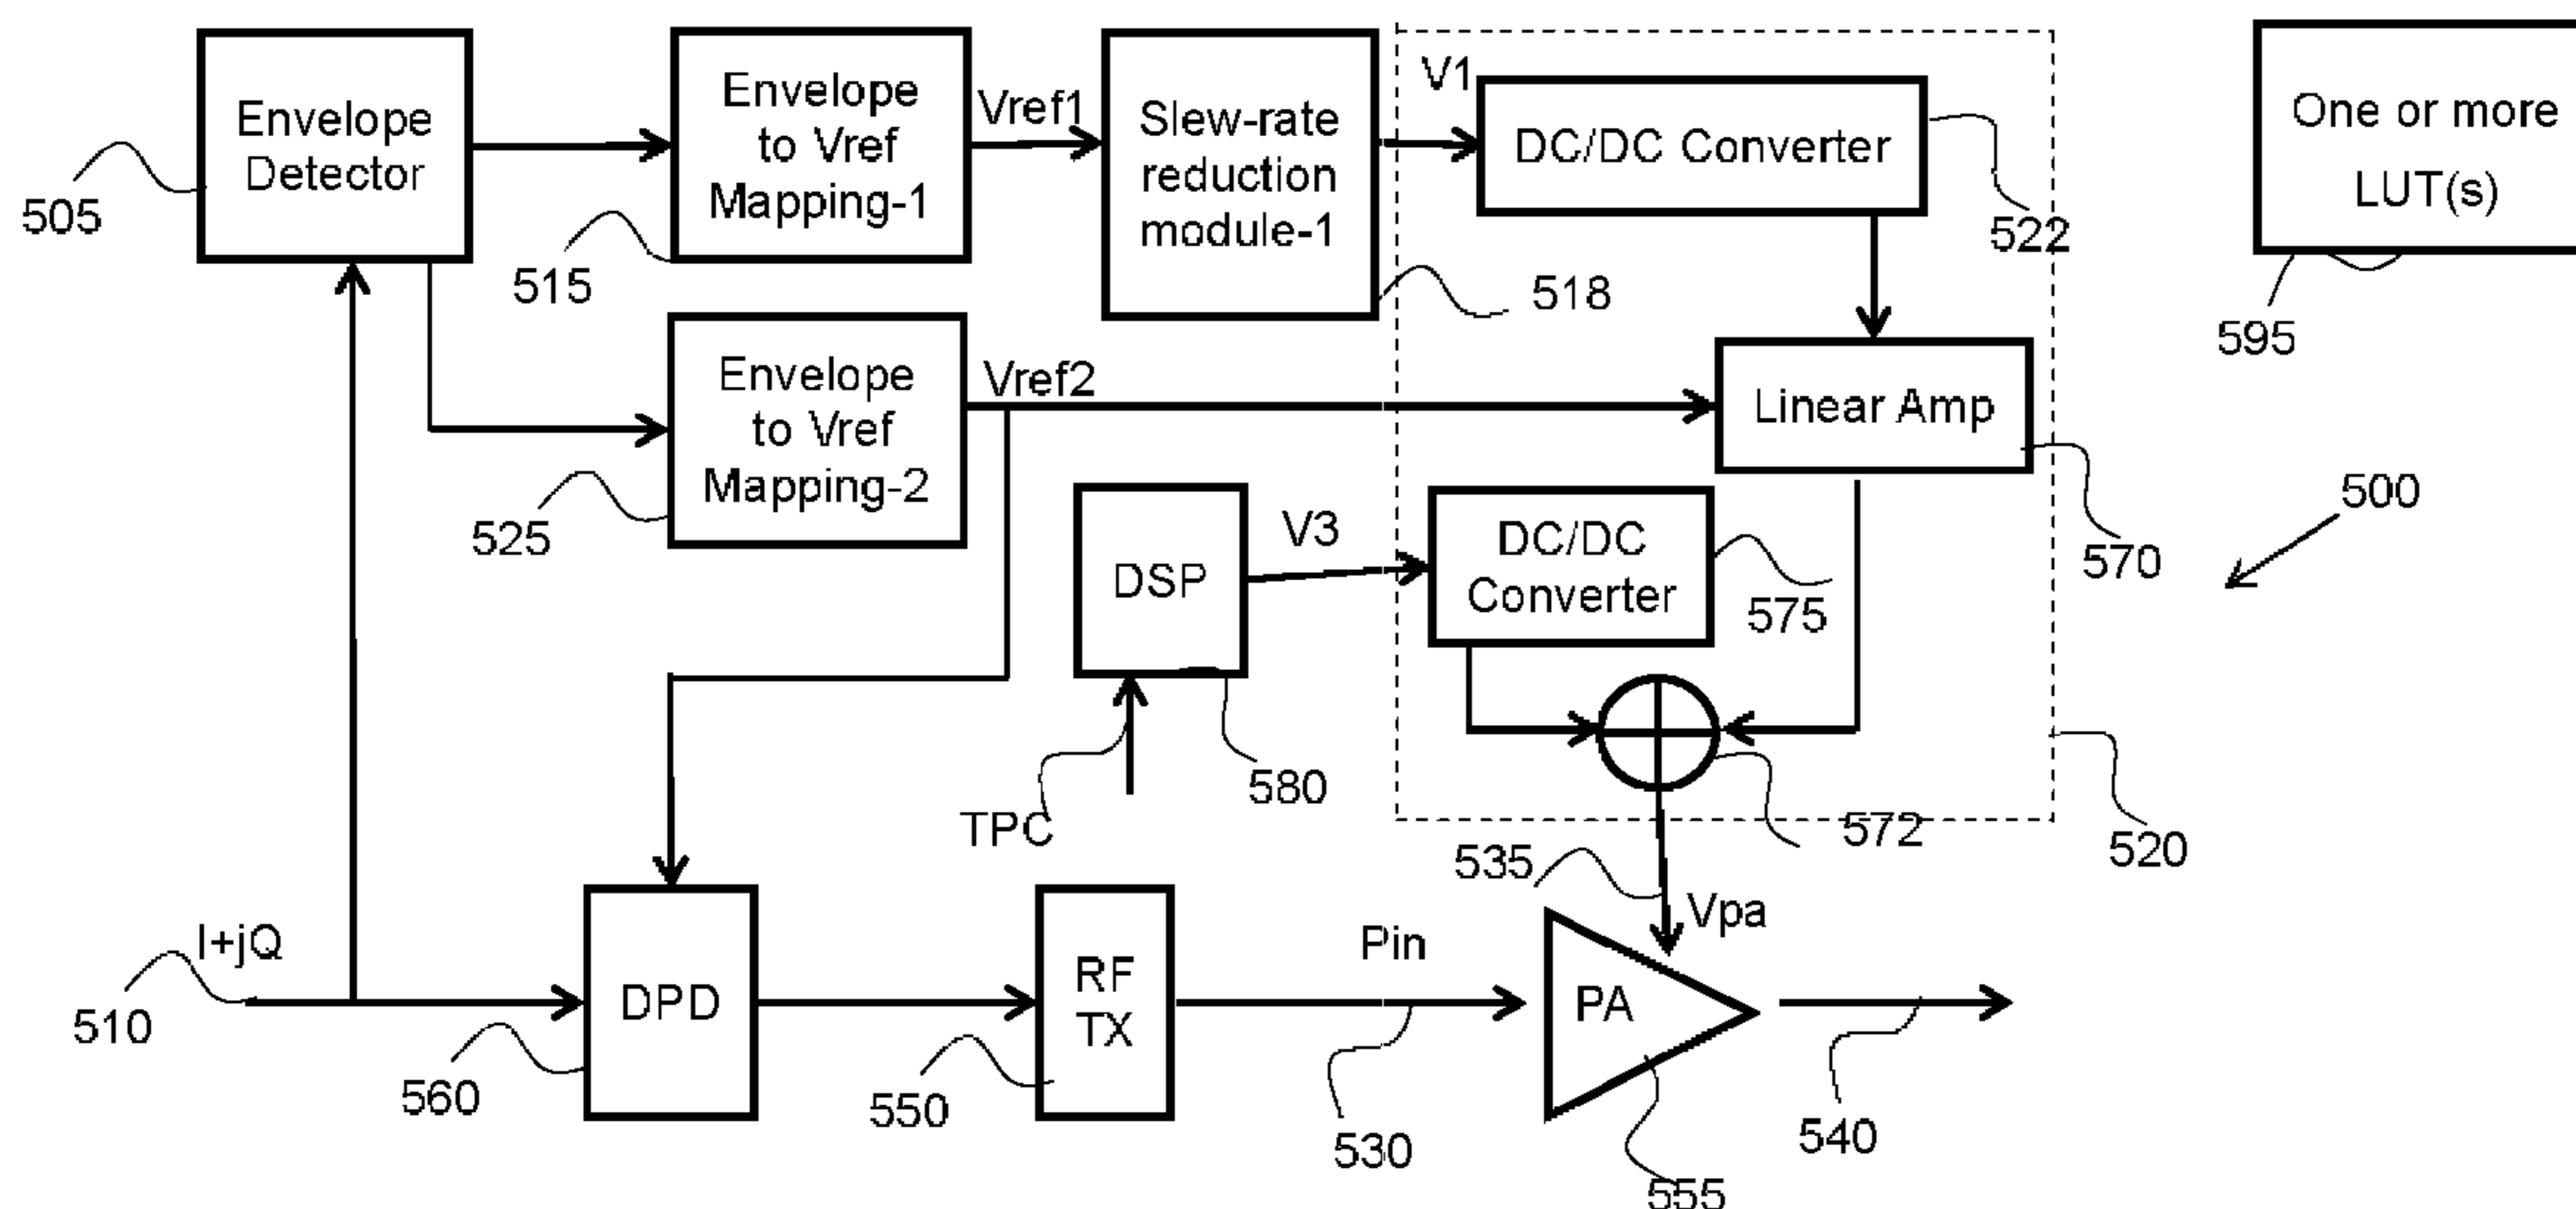 Envelope
Detector
505
Envelope
to Vref
Mapping-1
515
Vref1
Slew-rate
reduction
module-1
518
V1
DC/DC Converter
522
One or more
LUT(s)
595
Envelope
to Vref
Mapping-2
525
Vref2
Linear Amp
570
500
DSP
V3
DC/DC
Converter
575
580
TPC
572
520
535
Vpa
I+jQ
510
DPD
560
RF
TX
550
Pin
530
PA
555
540